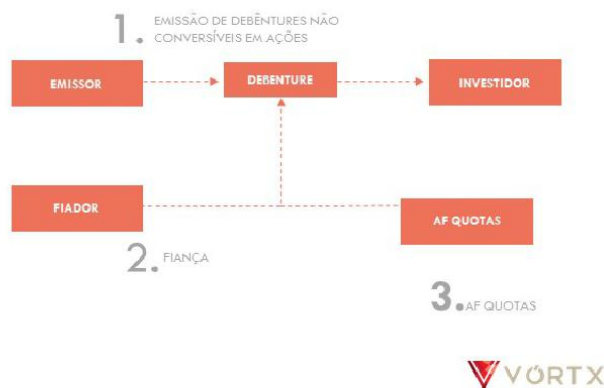 1. EMISSÃO DE DEBÊNTURES NÃO
CONVERSÍVEIS EM AÇÕES
EMISSOR
DEBENTURE
INVESTIDOR
FIADOR
AF QUOTAS
2. FIANÇA
3. AF QUOTAS
VÓRTX